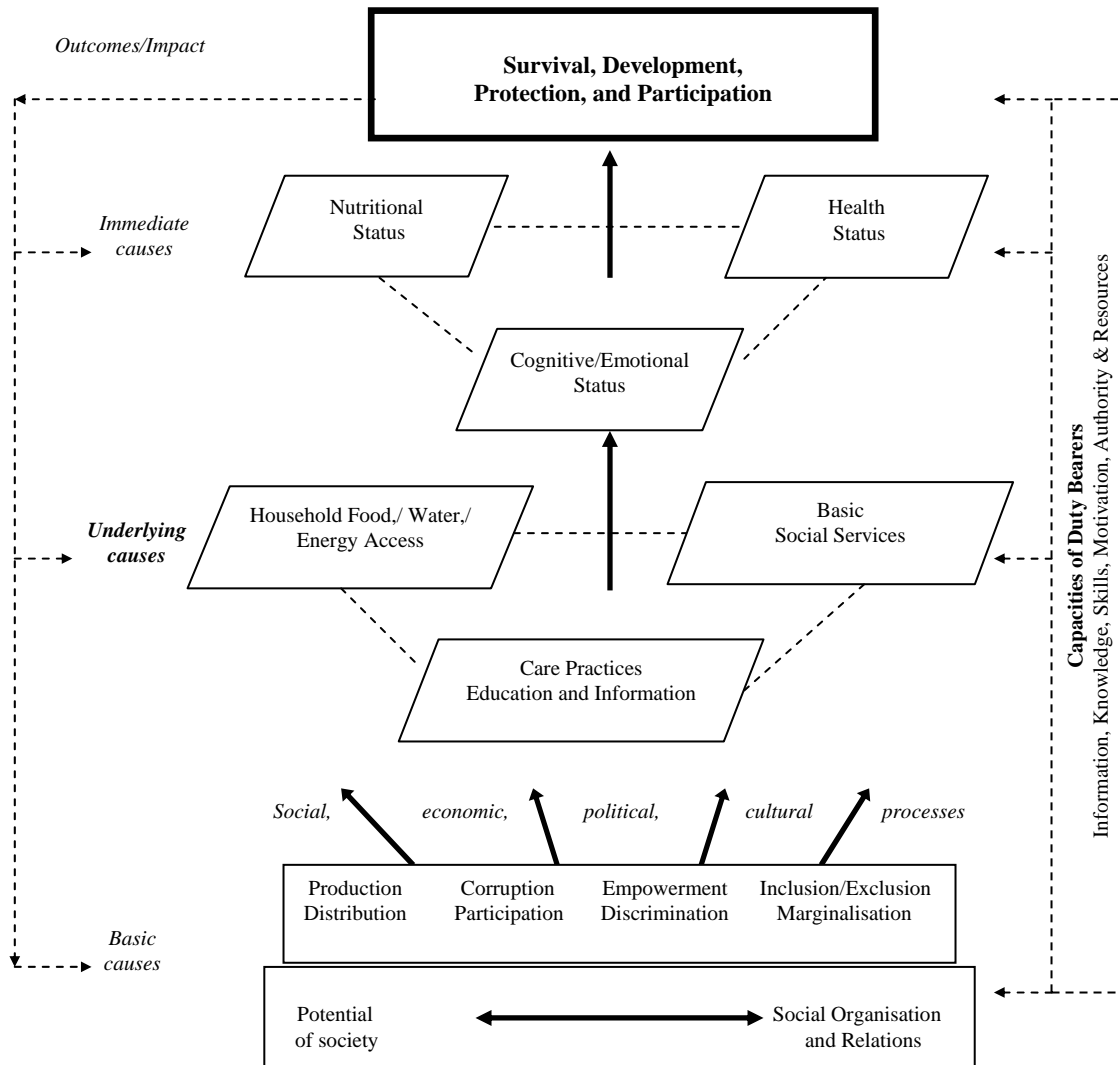 Outcomes/Impact
Survival, Development,
Protection, and Participation
Immediate
causes
Nutritional
Status
Health
Status
Cognitive/Emotional
Status
Underlying
causes
Household Food,/ Water,/
Energy Access
Basic
Social Services
Care Practices
Education and Information
Social, economic, political, cultural processes
Production
Distribution
Corruption
Participation
Empowerment
Discrimination
Inclusion/Exclusion
Marginalisation
Basic
causes
Potential
of society
Social Organisation
and Relations
Capacities of Duty Bearers
Information, Knowledge, Skills, Motivation, Authority & Resources